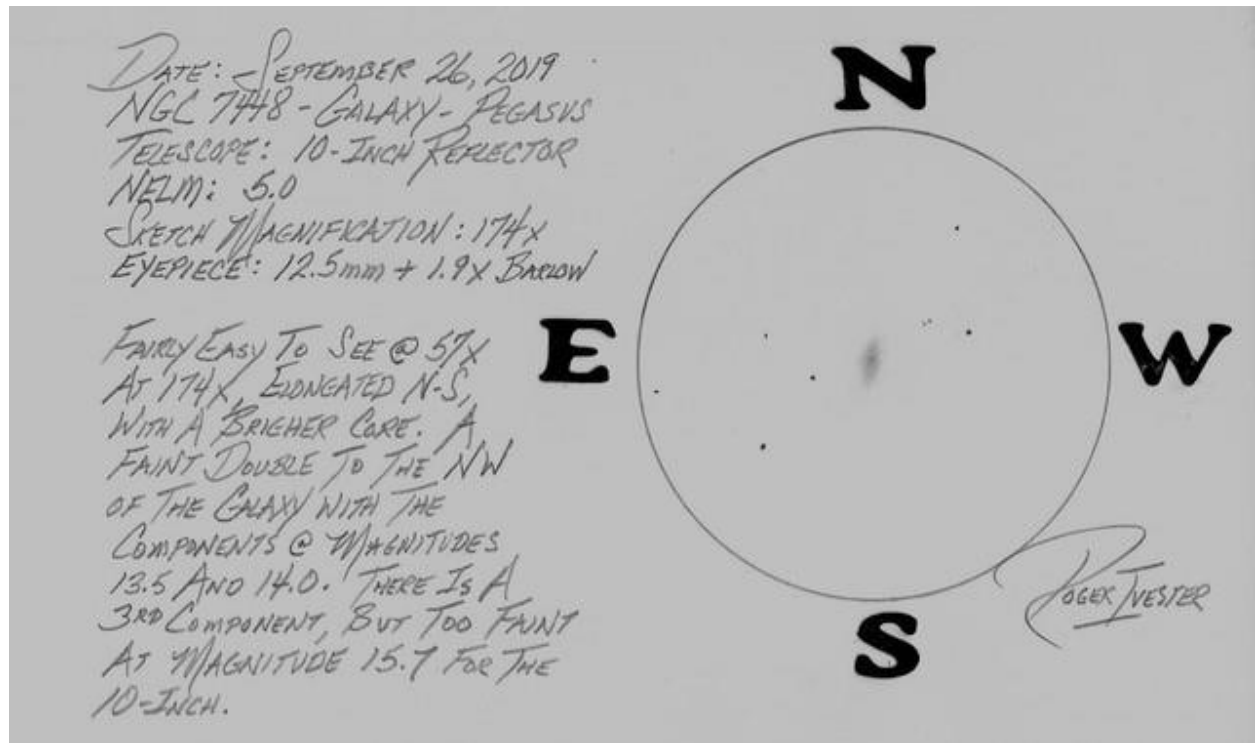 DATE: SEPTEMBER 26, 2019
NGC 7448 - GALAXY - PEGASUS
TELESCOPE: 10-INCH REFLECTOR
NELM: 5.0
SKETCH MAGNIFICATION: 174X
EYEPIECE: 12.5mm + 1.9X BARLOW
FAIRLY EASY TO SEE @ 57X
AT 174X, ELONGATED N-S,
WITH A BRIGHER CORE. A
FAINT DOUBLE TO THE NW
OF THE GALAXY WITH THE
COMPONENTS @ MAGNITUDES
13.5 AND 14.0. THERE IS A
3RD COMPONENT, BUT TOO FAINT
AT MAGNITUDE 15.7 FOR THE
10-INCH.
N
E
W
S
ROGER IVESTER